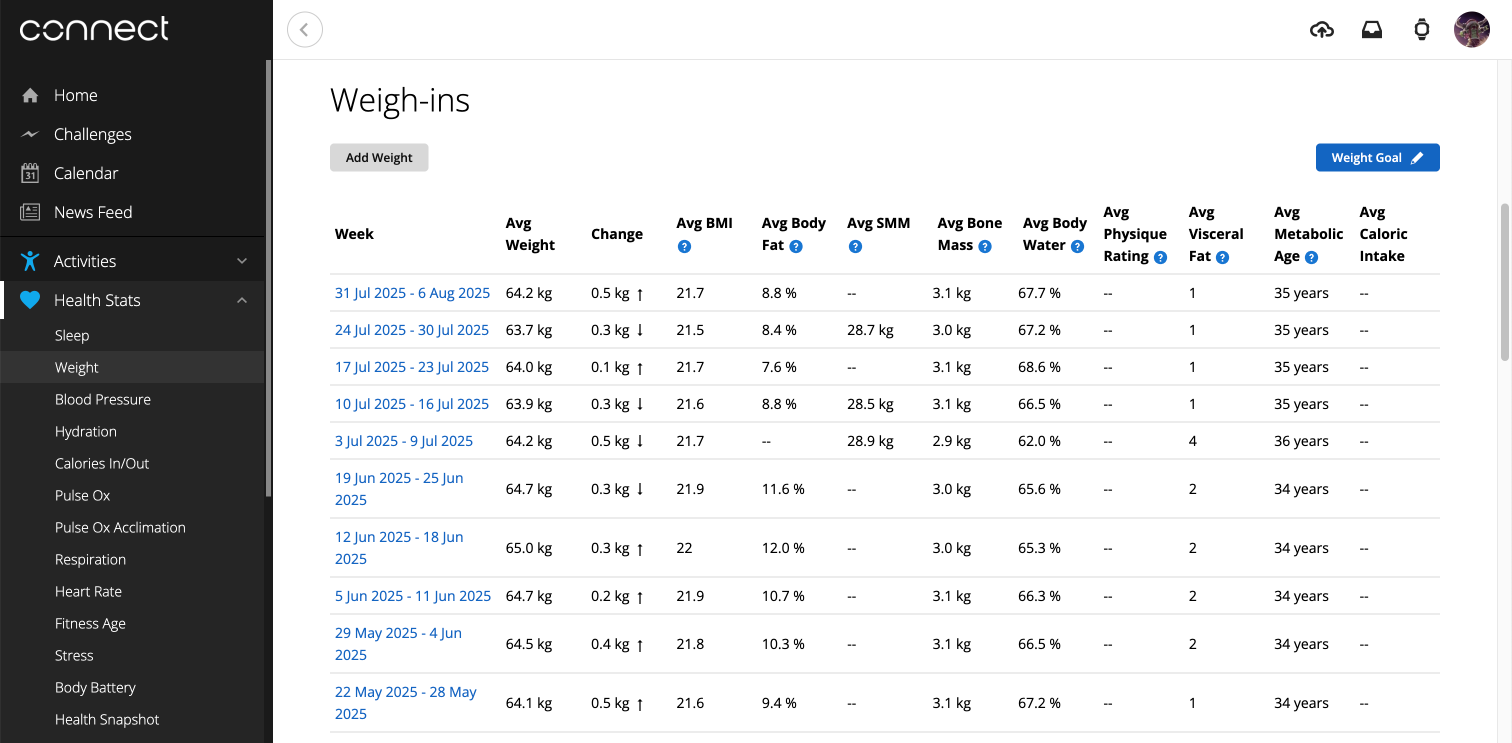 connect
Home
Challenges
31
Calendar
News Feed
Activities
Health Stats
Sleep
Weight
Blood Pressure
Hydration
Calories In/Out
Pulse Ox
Pulse Ox Acclimation
Respiration
Heart Rate
Fitness Age
Stress
Body Battery
Health Snapshot
Weigh-ins
Add Weight
Weight Goal
Week
Avg
Weight
Change
Avg BMI
?
Avg Body
Fat ?
Avg SMM
?
Avg Bone
Mass ?
Avg Body
Water ?
Avg
Physique
Rating ?
Avg
Visceral
Fat ?
Avg
Metabolic
Age ?
Avg
Caloric
Intake
31 Jul 2025 - 6 Aug 2025 64.2 kg 0.5 kg ↑ 21.7 8.8 % -- 3.1 kg 67.7 % -- 1 35 years --
24 Jul 2025 - 30 Jul 2025 63.7 kg 0.3 kg ↓ 21.5 8.4 % 28.7 kg 3.0 kg 67.2 % -- 1 35 years --
17 Jul 2025 - 23 Jul 2025 64.0 kg 0.1 kg ↑ 21.7 7.6 % -- 3.1 kg 68.6 % -- 1 35 years --
10 Jul 2025 - 16 Jul 2025 63.9 kg 0.3 kg ↓ 21.6 8.8 % 28.5 kg 3.1 kg 66.5 % -- 1 35 years --
3 Jul 2025 - 9 Jul 2025 64.2 kg 0.5 kg ↓ 21.7 -- 28.9 kg 2.9 kg 62.0 % -- 4 36 years --
19 Jun 2025 - 25 Jun
2025
64.7 kg 0.3 kg ↓ 21.9 11.6 % -- 3.0 kg 65.6 % -- 2 34 years --
12 Jun 2025 - 18 Jun
2025
65.0 kg 0.3 kg ↑ 22 12.0 % -- 3.0 kg 65.3 % -- 2 34 years --
5 Jun 2025 - 11 Jun 2025 64.7 kg 0.2 kg ↑ 21.9 10.7 % -- 3.1 kg 66.3 % -- 2 34 years --
29 May 2025 - 4 Jun
2025
64.5 kg 0.4 kg ↑ 21.8 10.3 % -- 3.1 kg 66.5 % -- 2 34 years --
22 May 2025 - 28 May
2025
64.1 kg 0.5 kg ↑ 21.6 9.4 % -- 3.1 kg 67.2 % -- 1 34 years --